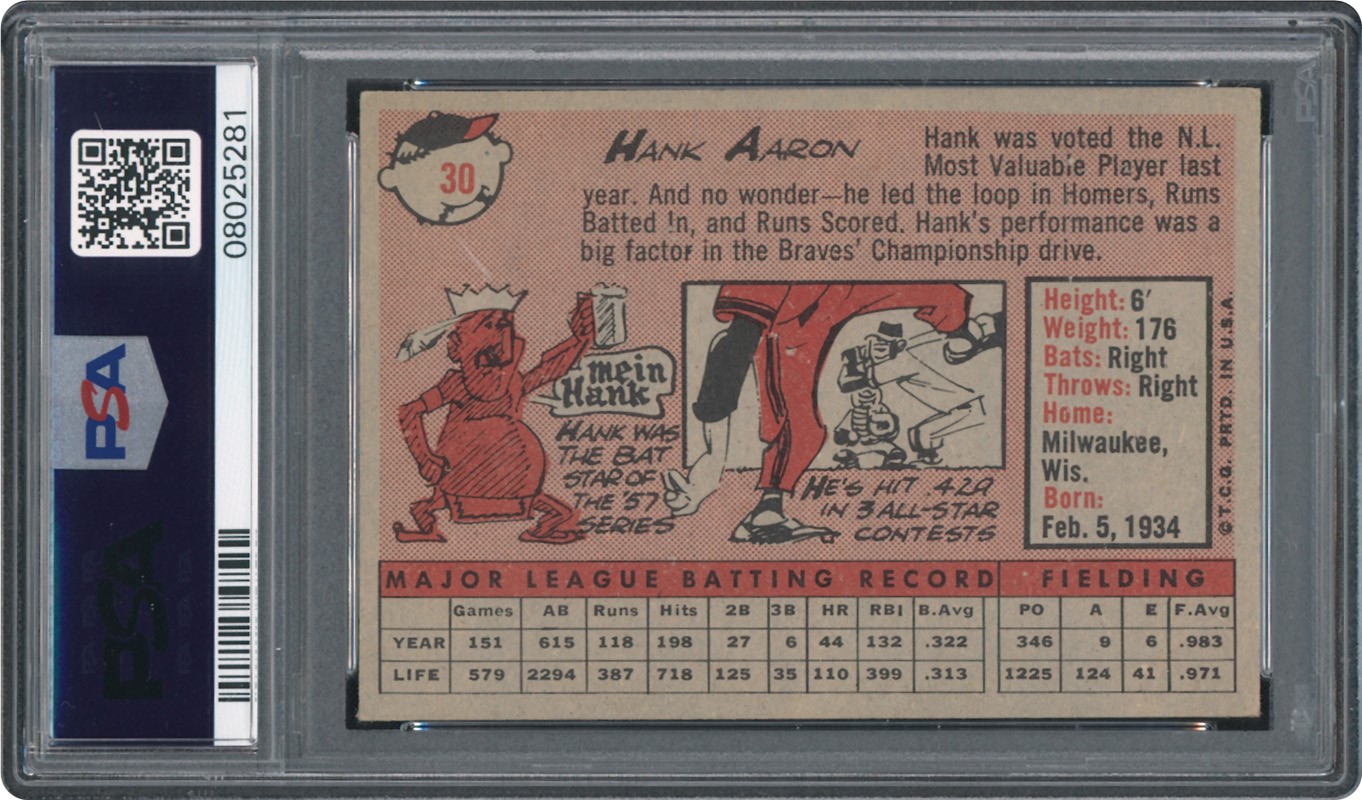 0802525281
PSA
PSA
PSA
30
HANK AARON
Hank was voted the N.L.
Most Valuable Player last
year. And no wonder—he led the loop in Homers, Runs
Batted In, and Runs Scored. Hank's performance was a
big factor in the Braves' Championship drive.
mein
Hank
HANK WAS
THE BAT
STAR OF
THE '57
SERIES
HE'S HIT .429
IN 3 ALL-STAR
CONTESTS
Height: 6'
Weight: 176
Bats: Right
Throws: Right
Home:
Milwaukee,
Wis.
Born:
Feb. 5, 1934
©T.C.G. PRTD. IN U.S.A.
MAJOR LEAGUE BATTING RECORD FIELDING
Games AB Runs Hits 2B 3B HR RBI B.Avg PO A E F.Avg
YEAR 151 615 118 198 27 6 44 132 .322 346 9 6 .983
LIFE 579 2294 387 718 125 35 110 399 .313 1225 124 41 .971